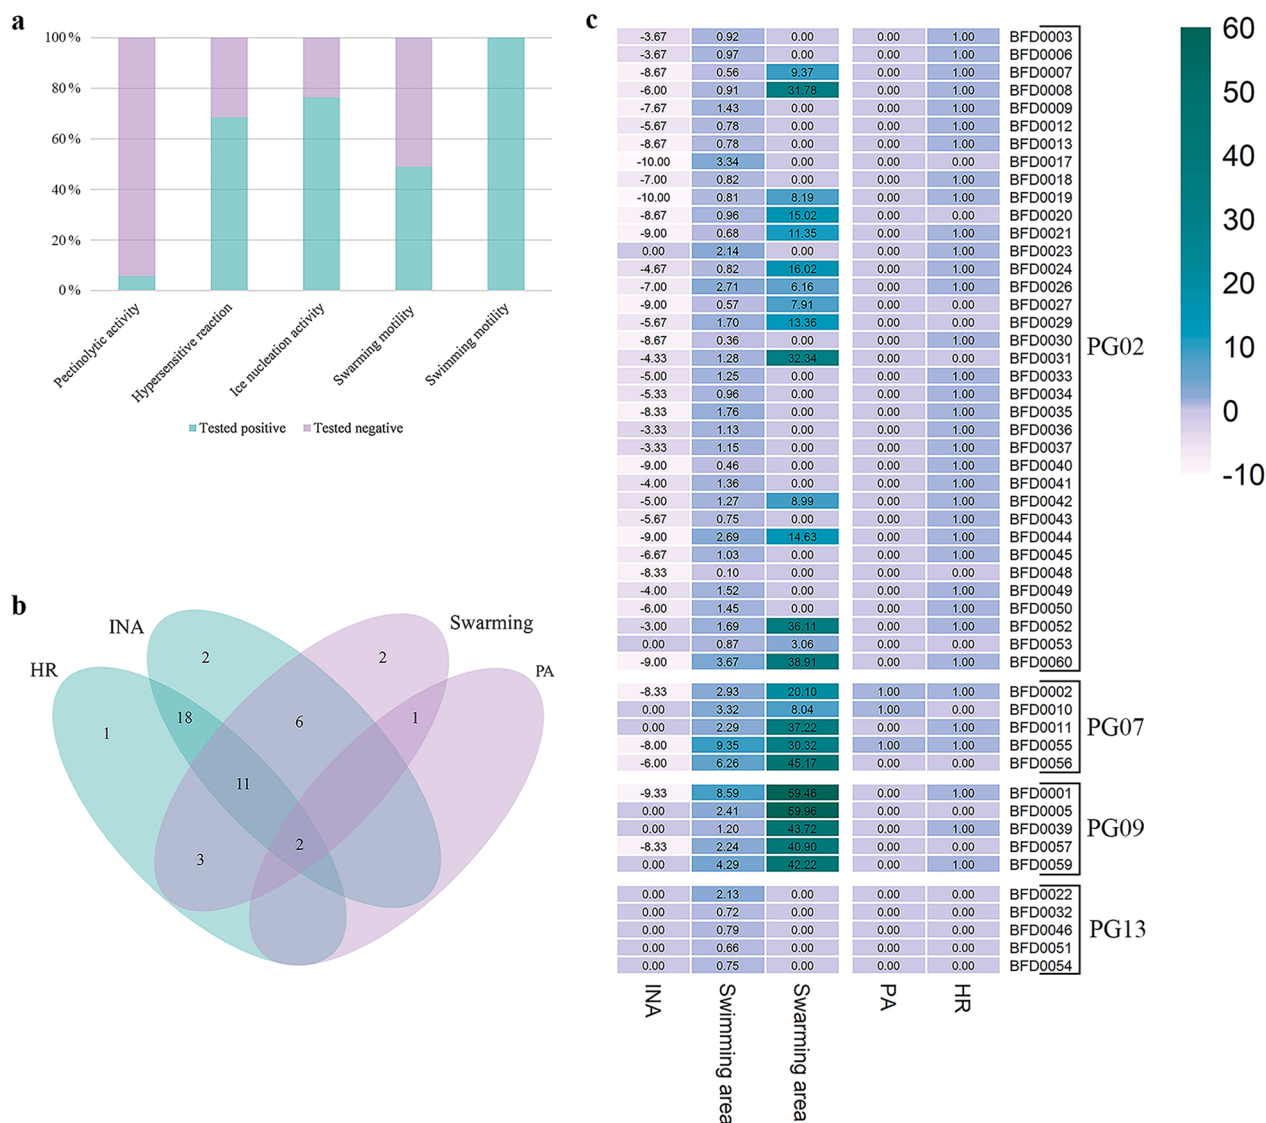 a
100 %
80 %
60 %
40 %
20 %
0 %
Pectinolytic activity
Hypersensitive reaction
Ice nucleation activity
Swarming motility
Swimming motility
Tested positive Tested negative
b
HR
INA
Swarming
PA
2
2
1
18
6
1
11
3
2
c
-3.67 0.92 0.00 0.00 1.00 BFD0003
-3.67 0.97 0.00 0.00 1.00 BFD0006
-8.67 0.56 9.37 0.00 1.00 BFD0007
-6.00 0.91 31.78 0.00 1.00 BFD0008
-7.67 1.43 0.00 0.00 1.00 BFD0009
-5.67 0.78 0.00 0.00 1.00 BFD0012
-8.67 0.78 0.00 0.00 1.00 BFD0013
-10.00 3.34 0.00 0.00 0.00 BFD0017
-7.00 0.82 0.00 0.00 1.00 BFD0018
-10.00 0.81 8.19 0.00 1.00 BFD0019
-8.67 0.96 15.02 0.00 0.00 BFD0020
-9.00 0.68 11.35 0.00 1.00 BFD0021
0.00 2.14 0.00 0.00 1.00 BFD0023
-4.67 0.82 16.02 0.00 1.00 BFD0024
-7.00 2.71 6.16 0.00 1.00 BFD0026
-9.00 0.57 7.91 0.00 0.00 BFD0027
-5.67 1.70 13.36 0.00 0.00 BFD0029
-8.67 0.36 0.00 0.00 1.00 BFD0030
-4.33 1.28 32.34 0.00 0.00 BFD0031
-5.00 1.25 0.00 0.00 1.00 BFD0033
-5.33 0.96 0.00 0.00 1.00 BFD0034
-8.33 1.76 0.00 0.00 1.00 BFD0035
-3.33 1.13 0.00 0.00 1.00 BFD0036
-3.33 1.15 0.00 0.00 1.00 BFD0037
-9.00 0.46 0.00 0.00 1.00 BFD0040
-4.00 1.36 0.00 0.00 1.00 BFD0041
-5.00 1.27 8.99 0.00 1.00 BFD0042
-5.67 0.75 0.00 0.00 1.00 BFD0043
-9.00 2.69 14.63 0.00 1.00 BFD0044
-6.67 1.03 0.00 0.00 1.00 BFD0045
-8.33 0.10 0.00 0.00 0.00 BFD0048
-4.00 1.52 0.00 0.00 1.00 BFD0049
-6.00 1.45 0.00 0.00 1.00 BFD0050
-3.00 1.69 36.11 0.00 1.00 BFD0052
0.00 0.87 3.06 0.00 0.00 BFD0053
-9.00 3.67 38.91 0.00 1.00 BFD0060
PG02
-8.33 2.93 20.10 1.00 1.00 BFD0002
0.00 3.32 8.04 1.00 0.00 BFD0010
0.00 2.29 37.22 0.00 1.00 BFD0011
-8.00 9.35 30.32 1.00 1.00 BFD0055
-6.00 6.26 45.17 0.00 0.00 BFD0056
PG07
-9.33 8.59 59.46 0.00 1.00 BFD0001
0.00 2.41 59.96 0.00 0.00 BFD0005
0.00 1.20 43.72 0.00 1.00 BFD0039
-8.33 2.24 40.90 0.00 0.00 BFD0057
0.00 4.29 42.22 0.00 1.00 BFD0059
PG09
0.00 2.13 0.00 0.00 0.00 BFD0022
0.00 0.72 0.00 0.00 0.00 BFD0032
0.00 0.79 0.00 0.00 0.00 BFD0046
0.00 0.66 0.00 0.00 0.00 BFD0051
0.00 0.75 0.00 0.00 0.00 BFD0054
PG13
INA
Swimming area
Swarming area
PA
HR
60
50
40
30
20
10
0
-10